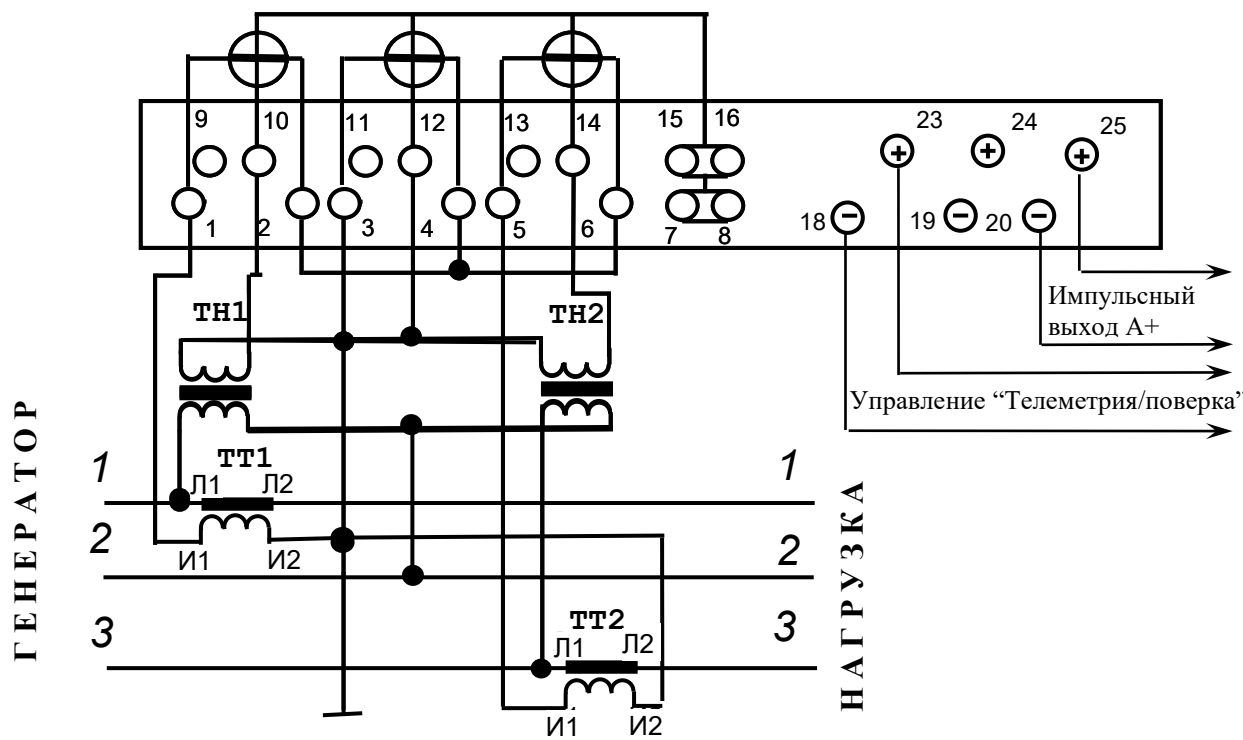 9 10 11 12 13 14 15 16 23 24 25
1 2 3 4 5 6 7 8 18 19 20
ТН1 ТН2
Импульсный
выход А+
Управление “Телеметрия/поверка”
ГЕНЕРАТОР
НАГРУЗКА
1 ТТ1 1
Л1 Л2
2 И1 И2 2
3 ТТ2 3
Л1 Л2
И1 И2